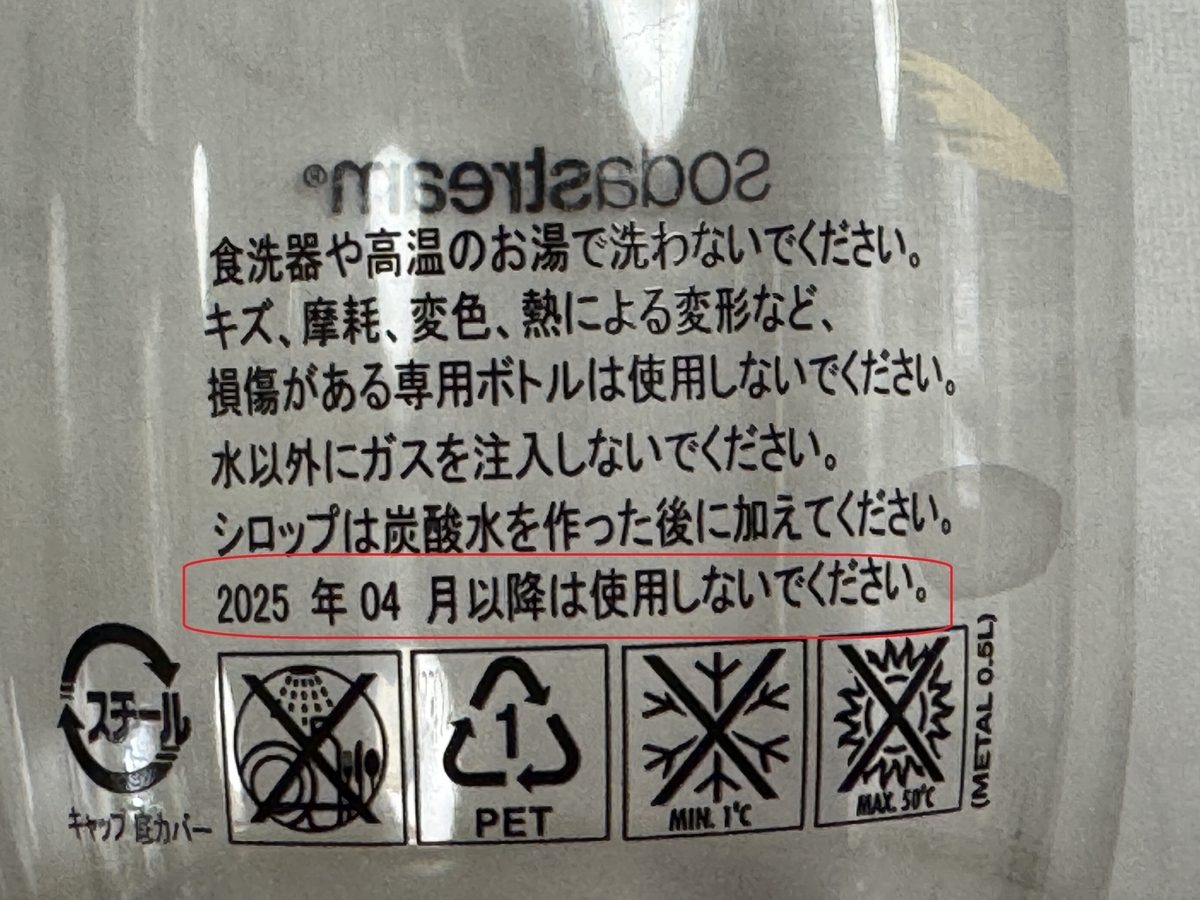 sodastream®
食洗器や高温のお湯で洗わないでください。
キズ、摩耗、変色、熱による変形など、
損傷がある専用ボトルは使用しないでください。
水以外にガスを注入しないでください。
シロップは炭酸水を作った後に加えてください。
2025 年 04 月以降は使用しないでください。
スチール
キャップ 底カバー
1
PET
MIN. 1℃
MAX. 50℃
(METAL 0.5L)